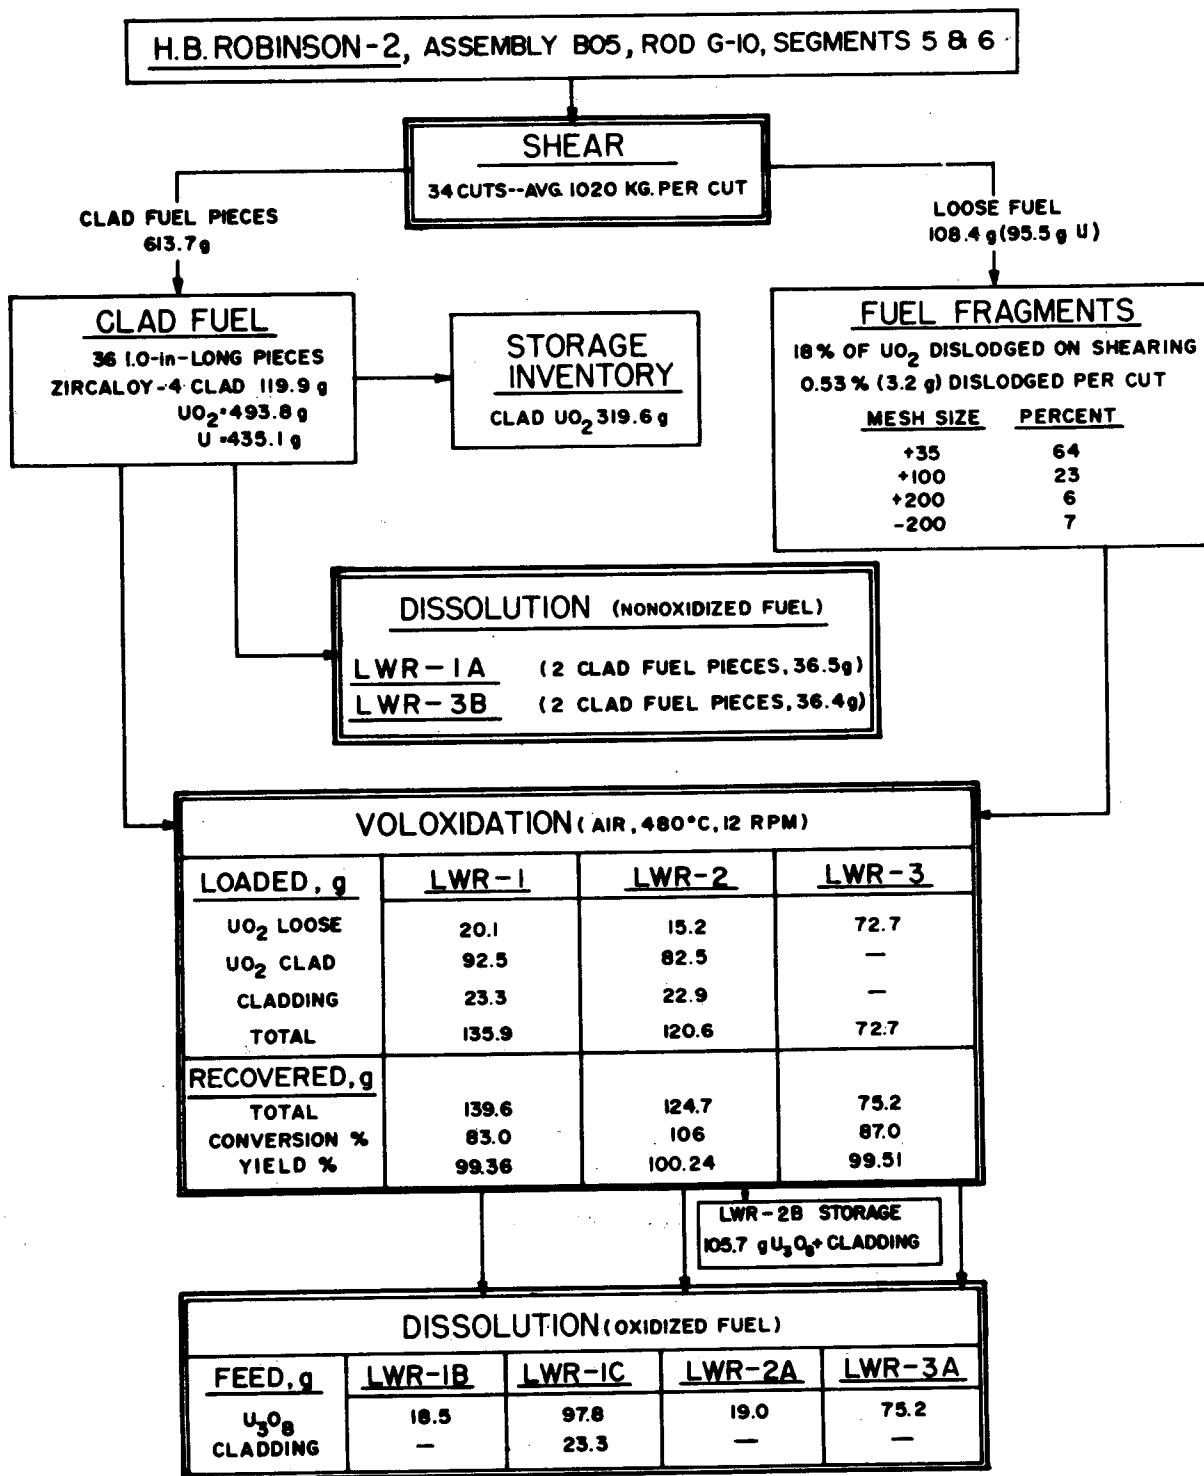 H.B. ROBINSON-2, ASSEMBLY B05, ROD G-10, SEGMENTS 5 & 6
SHEAR
34 CUTS--AVG. 1020 KG. PER CUT
CLAD FUEL PIECES
613.7g
LOOSE FUEL
108.4 g (95.5 g U)
CLAD FUEL
36 1.0-in-LONG PIECES
ZIRCALOY-4 CLAD 119.9 g
UO2=493.8 g
U =435.1 g
STORAGE
INVENTORY
CLAD UO2 319.6 g
FUEL FRAGMENTS
18% OF UO2 DISLODGED ON SHEARING
0.53% (3.2 g) DISLODGED PER CUT
MESH SIZE PERCENT
+35 64
+100 23
+200 6
-200 7
DISSOLUTION (NONOXIDIZED FUEL)
LWR-1A (2 CLAD FUEL PIECES, 36.5g)
LWR-3B (2 CLAD FUEL PIECES, 36.4g)
VOLOXIDATION (AIR, 480°C, 12 RPM)
LOADED, g LWR-1 LWR-2 LWR-3
UO2 LOOSE 20.1 15.2 72.7
UO2 CLAD 92.5 82.5 —
CLADDING 23.3 22.9 —
TOTAL 135.9 120.6 72.7
RECOVERED, g
TOTAL 139.6 124.7 75.2
CONVERSION % 83.0 106 87.0
YIELD % 99.36 100.24 99.51
LWR-2B STORAGE
105.7 g U3O8+ CLADDING
DISSOLUTION (OXIDIZED FUEL)
FEED, g LWR-1B LWR-1C LWR-2A LWR-3A
U3O8 18.5 97.8 19.0 75.2
CLADDING — 23.3 — —